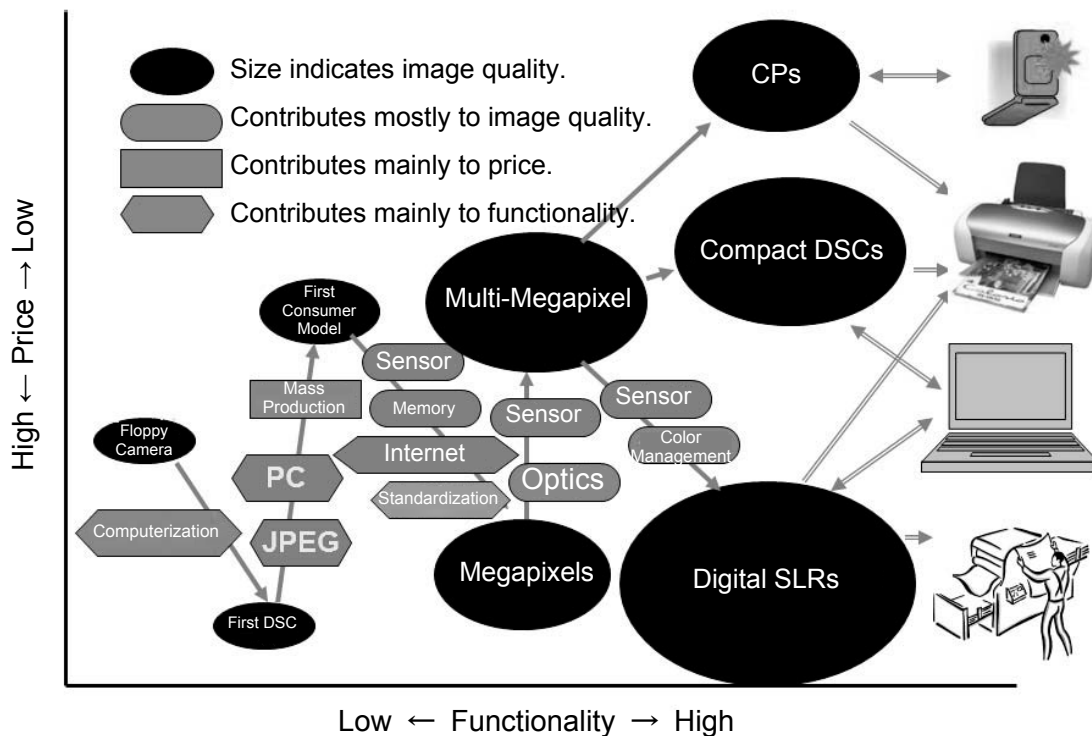 Size indicates image quality.
Contributes mostly to image quality.
Contributes mainly to price.
Contributes mainly to functionality.
High ← Price → Low
CPs
Compact DSCs
Multi-Megapixel
First
Consumer
Model
Sensor
Mass
Production
Memory
Sensor
Sensor
Floppy
Camera
Internet
Color
Management
PC
Optics
Standardization
Computerization
JPEG
Megapixels
Digital SLRs
First DSC
Low ← Functionality → High